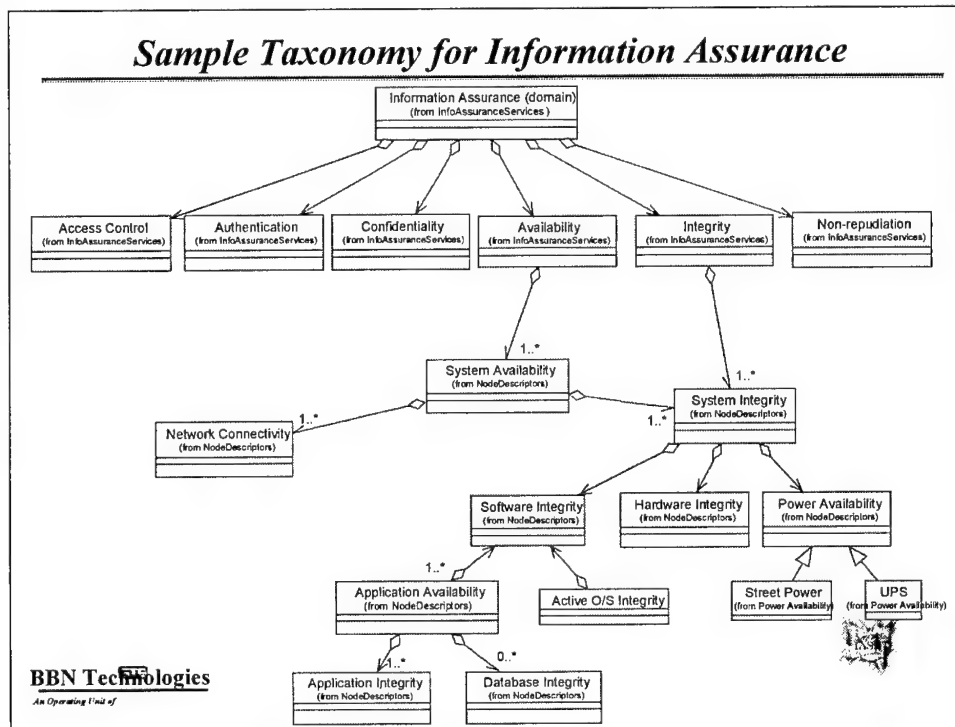 Sample Taxonomy for Information Assurance
Information Assurance (domain)
(from InfoAssuranceServices )
Access Control
(from InfoAssuranceServices)
Authentication
(from InfoAssuranceServices)
Confidentiality
(from InfoAssuranceServices)
Availability
(from InfoAssuranceServices)
Integrity
(from InfoAssuranceServices)
Non-repudiation
(from InfoAssuranceServices)
1..*
System Availability
(from NodeDescriptors)
1..*
System Integrity
(from NodeDescriptors)
1..*
1..*
Network Connectivity
(from NodeDescriptors)
Software Integrity
(from NodeDescriptors)
Hardware Integrity
(from NodeDescriptors)
Power Availability
(from NodeDescriptors)
1..*
Application Availability
(from NodeDescriptors)
Active O/S Integrity
Street Power
(from Power Availability)
UPS
(from Power Availability)
1..*
0..*
Application Integrity
(from NodeDescriptors)
Database Integrity
(from NodeDescriptors)
BBN Technologies
An Operating Unit of